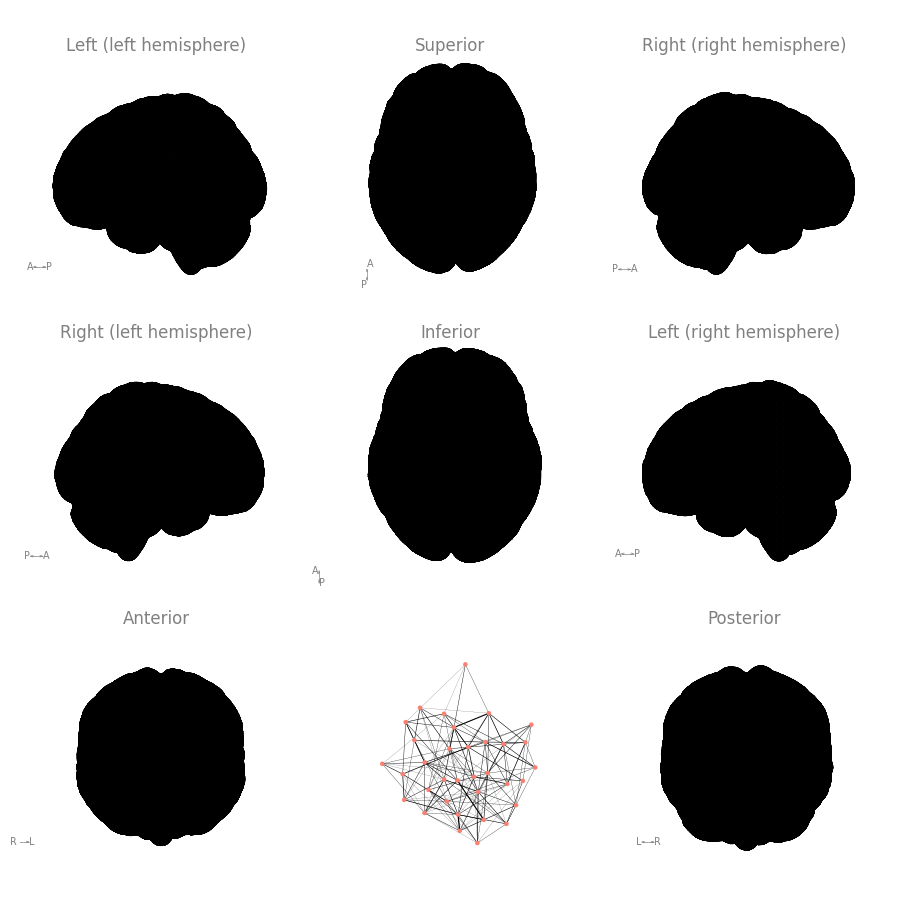 Left (left hemisphere)
Superior
Right (right hemisphere)
A
P
A
P
P
A
Right (left hemisphere)
Inferior
Left (right hemisphere)
P
A
A
P
A
P
Anterior
Posterior
R
L
L
R